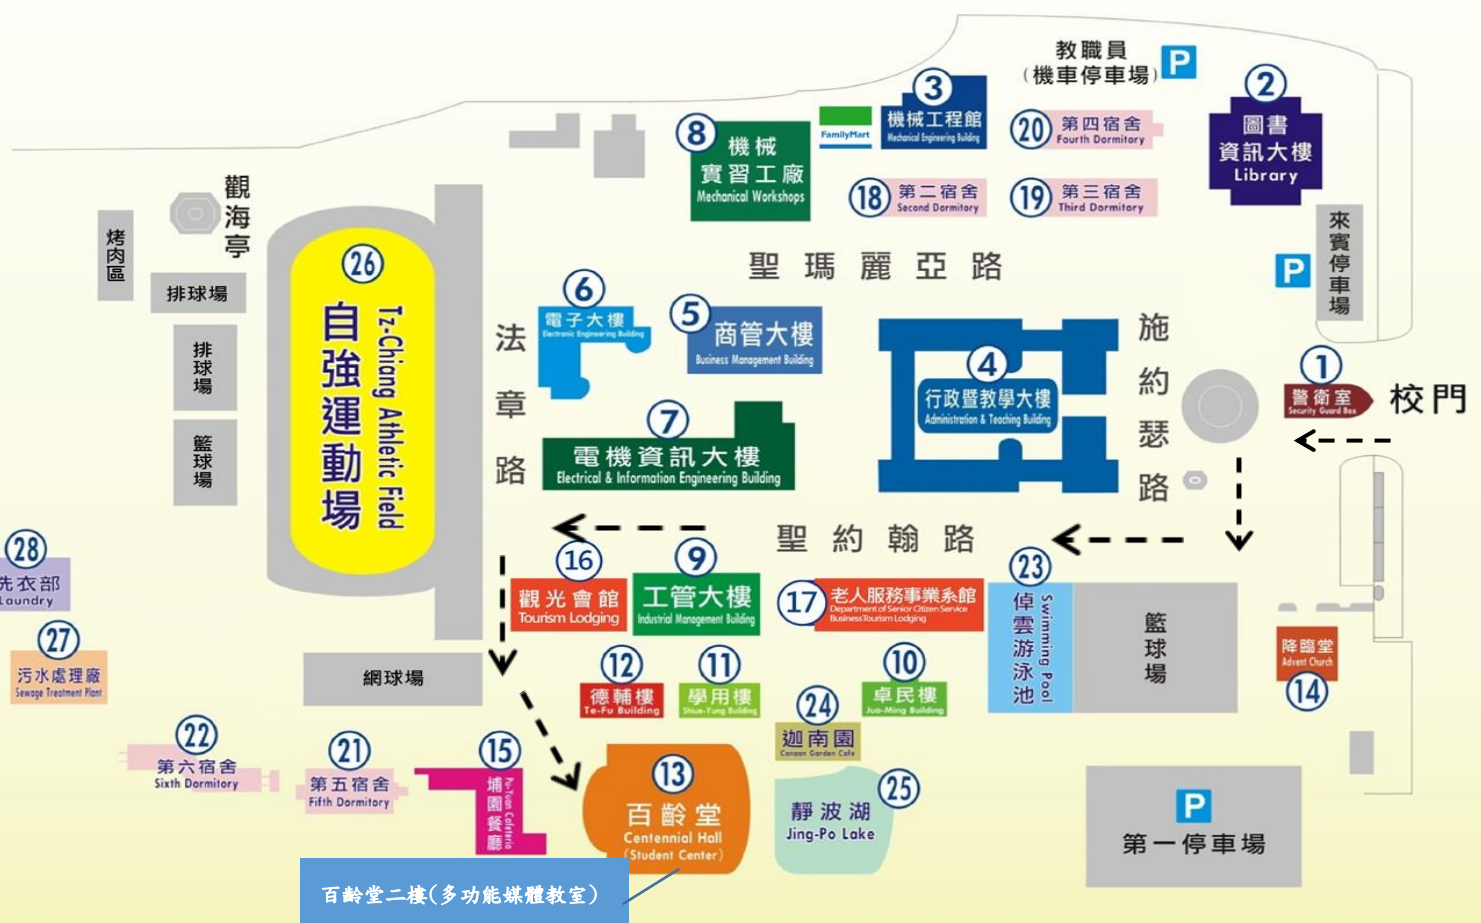 教職員
(機車停車場)
P
3
機械工程館
Mechanical Engineering Building
FamilyMart
8
機械
實習工廠
Mechanical Workshops
20
第四宿舍
Fourth Dormitory
2
圖書
資訊大樓
Library
18
第二宿舍
Second Dormitory
19
第三宿舍
Third Dormitory
觀海亭
烤肉區
排球場
排球場
籃球場
26
自強運動場
Tz-Chiang Athletic Field
聖瑪麗亞路
P
來賓停車場
法章路
6
電子大樓
Electronic Engineering Building
5
商管大樓
Business Management Building
4
行政暨教學大樓
Administration & Teaching Building
施約瑟路
1
警衛室
Security Guard Box
校門
7
電機資訊大樓
Electrical & Information Engineering Building
聖約翰路
28
洗衣部
Laundry
27
污水處理廠
Sewage Treatment Plant
16
觀光會館
Tourism Lodging
9
工管大樓
Industrial Management Building
17
老人服務事業系館
Department of Senior Citizen Service
Business Tourism Lodging
23
倬雲游泳池
Swimming Pool
籃球場
降臨堂
Advent Church
14
網球場
12
德輔樓
Te-Fu Building
11
學用樓
Shiue-Yung Building
10
卓民樓
Juo-Ming Building
24
迦南園
Canaan Garden Cafe
22
第六宿舍
Sixth Dormitory
21
第五宿舍
Fifth Dormitory
15
埔園餐廳
Pu-Yuan Cafeteria
13
百齡堂
Centennial Hall
(Student Center)
25
靜波湖
Jing-Po Lake
P
第一停車場
百齡堂二樓(多功能媒體教室)